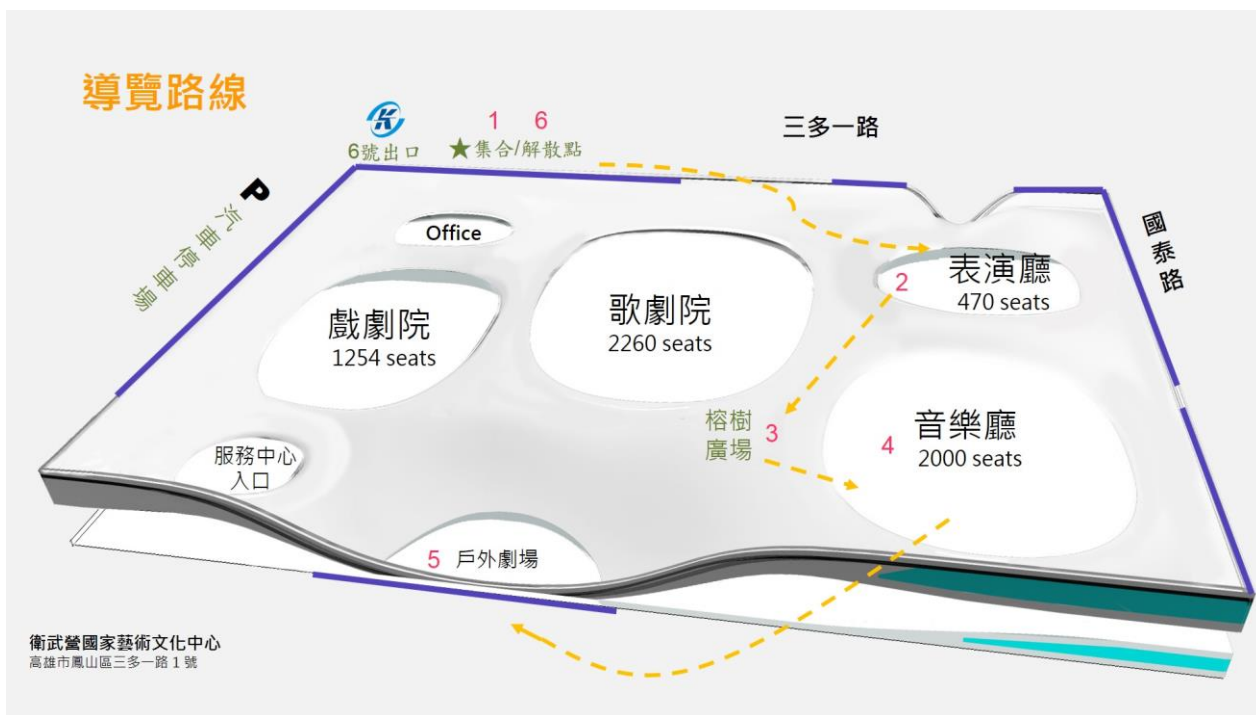 導覽路線
1 6
三多一路
6號出口
★集合/解散點
P
汽車停車場
國泰路
Office
表演廳
2
470 seats
戲劇院
1254 seats
歌劇院
2260 seats
榕樹
廣場
3
音樂廳
4
2000 seats
服務中心
入口
5 戶外劇場
衛武營國家藝術文化中心
高雄市鳳山區三多一路 1 號